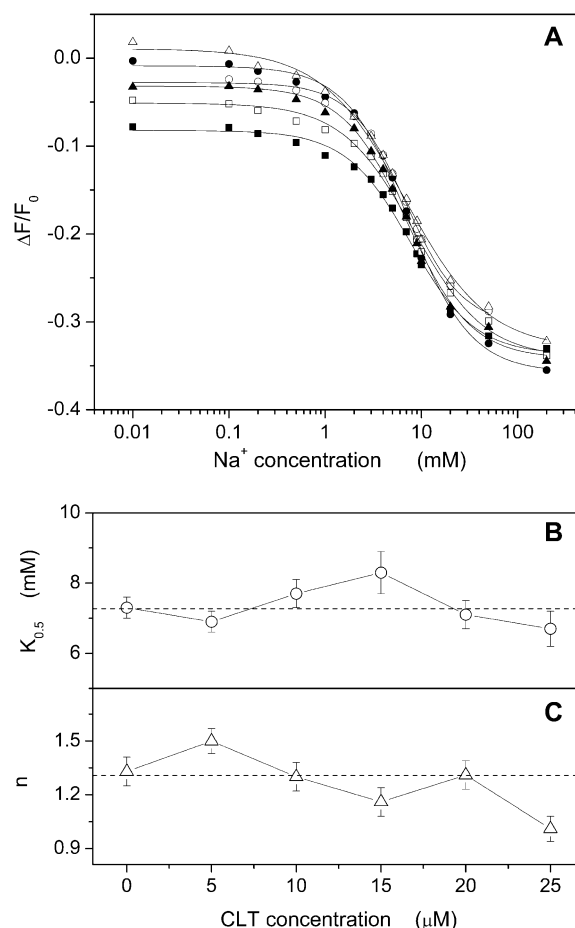 A
0.0
-0.1
-0.2
-0.3
-0.4
ΔF/F₀
0.01 0.1 1 10 100
Na⁺ concentration (mM)
B
10
8
6
K₀.₅ (mM)
C
1.5
1.2
0.9
n
0 5 10 15 20 25
CLT concentration (μM)